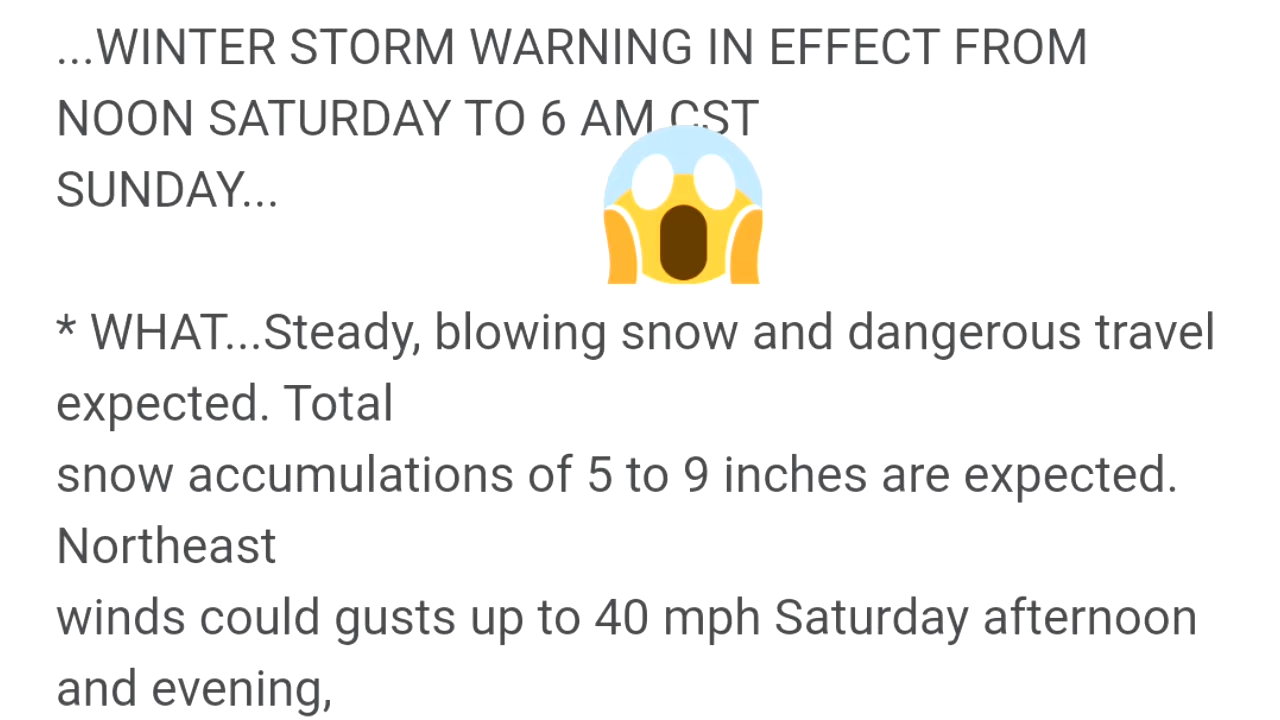 ...WINTER STORM WARNING IN EFFECT FROM
NOON SATURDAY TO 6 AM CST
SUNDAY...
* WHAT...Steady, blowing snow and dangerous travel
expected. Total
snow accumulations of 5 to 9 inches are expected.
Northeast
winds could gusts up to 40 mph Saturday afternoon
and evening,